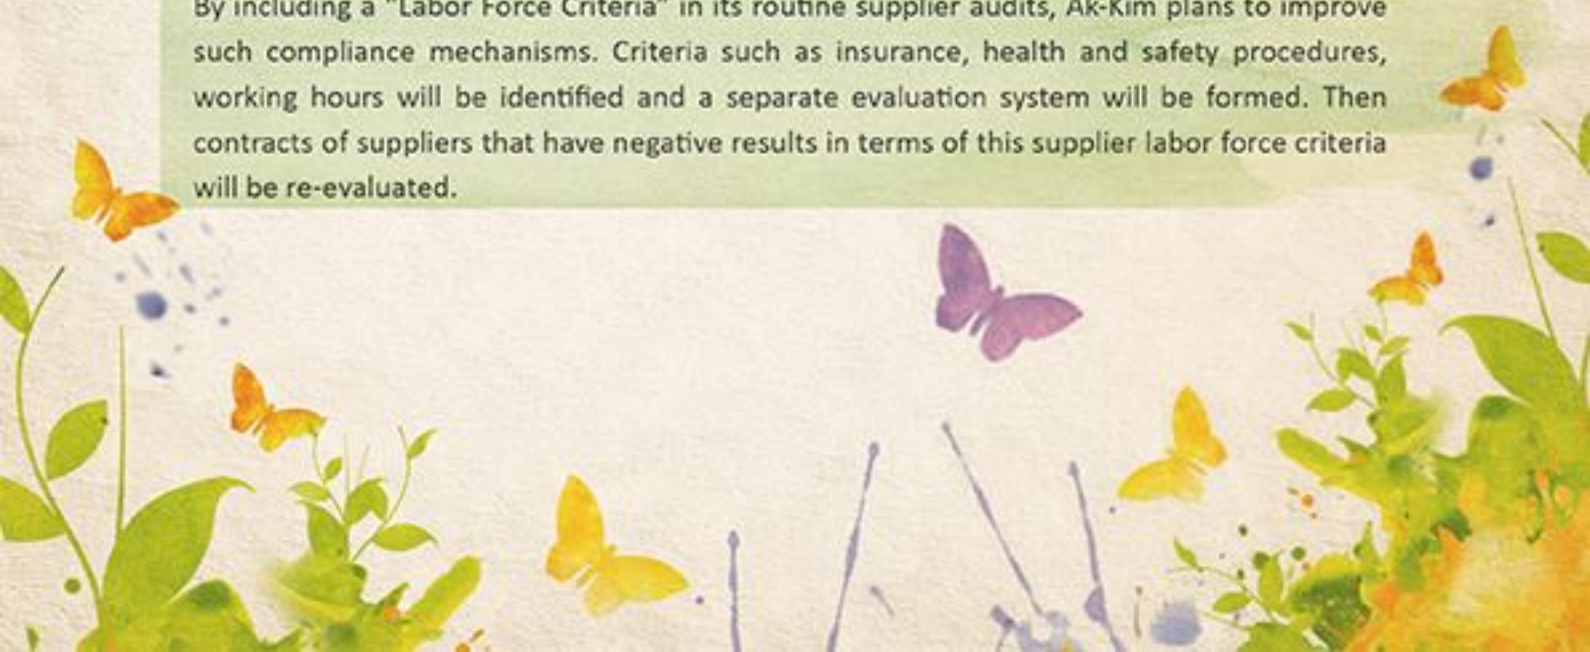 By including a "Labor Force Criteria" in its routine supplier audits, Ak-Kim plans to improve
such compliance mechanisms. Criteria such as insurance, health and safety procedures,
working hours will be identified and a separate evaluation system will be formed. Then
contracts of suppliers that have negative results in terms of this supplier labor force criteria
will be re-evaluated.